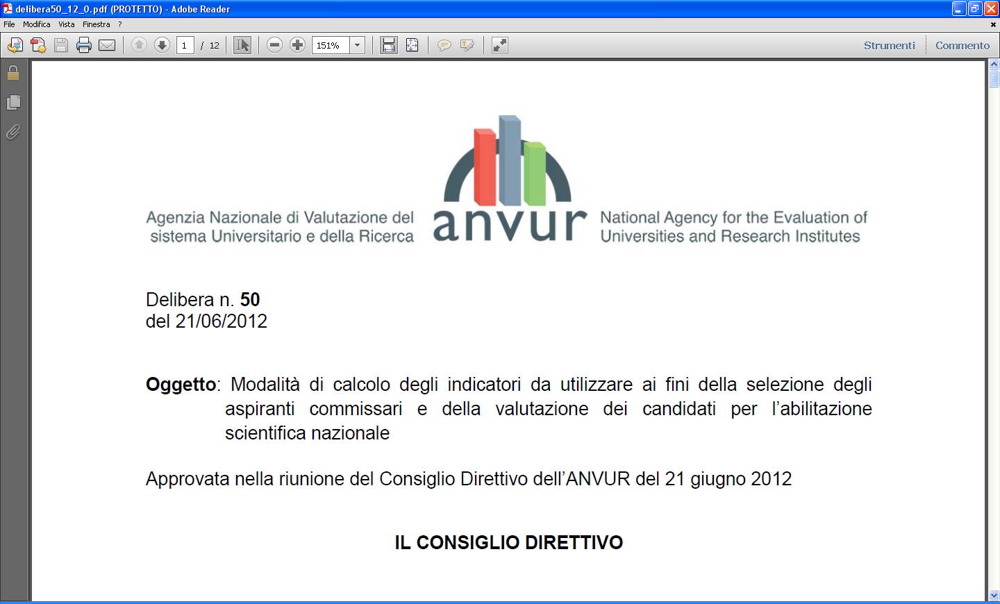 delibera50_12_0.pdf (PROTETTO) - Adobe Reader
File Modifica Vista Finestra ?
1 / 12 151% Strumenti Commento
anvur
Agenzia Nazionale di Valutazione del
sistema Universitario e della Ricerca
National Agency for the Evaluation of
Universities and Research Institutes
Delibera n. 50
del 21/06/2012
Oggetto: Modalità di calcolo degli indicatori da utilizzare ai fini della selezione degli
aspiranti commissari e della valutazione dei candidati per l’abilitazione
scientifica nazionale
Approvata nella riunione del Consiglio Direttivo dell’ANVUR del 21 giugno 2012
IL CONSIGLIO DIRETTIVO